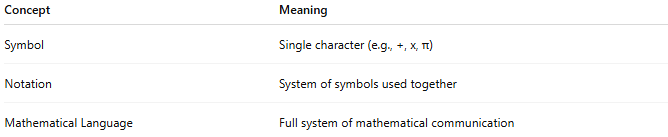 Concept Meaning
Symbol Single character (e.g., +, x, π)
Notation System of symbols used together
Mathematical Language Full system of mathematical communication